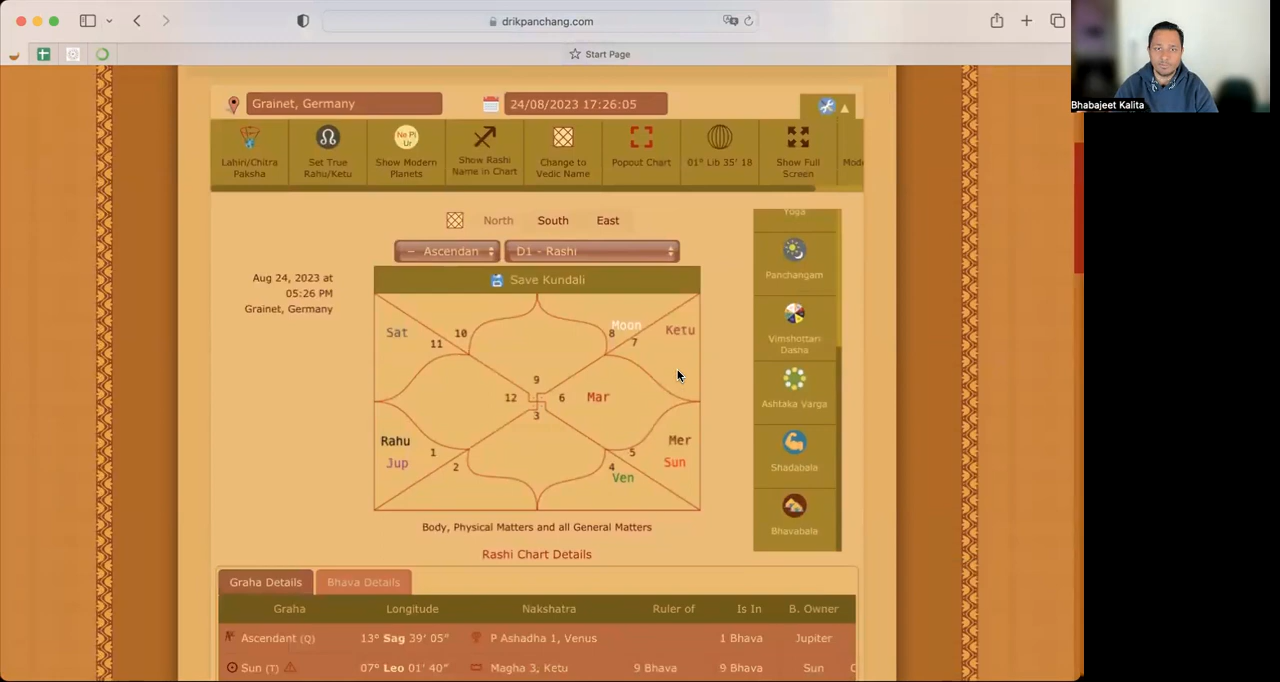 drikpanchang.com
Start Page
Bhabajeet Kalita
Grainet, Germany
24/08/2023 17:26:05
Lahiri/Chitra
Paksha
Set True
Rahu/Ketu
Ne Pl
Ur
Show Modern
Planets
Show Rashi
Name in Chart
Change to
Vedic Name
Popout Chart
01° Lib 35' 18
Show Full
Screen
Mode
North South East
— Ascendan
D1 - Rashi
Aug 24, 2023 at
05:26 PM
Grainet, Germany
Save Kundali
Sat 10 11
Moon 8 7 Ketu
9
12 6 Mar
3
Rahu 1
Jup 2
Mer 5
Sun 4
Ven
Body, Physical Matters and all General Matters
Rashi Chart Details
Yoga
Panchangam
Vimshottari
Dasha
Ashtaka Varga
Shadabala
Bhavabala
Graha Details Bhava Details
Graha Longitude Nakshatra Ruler of Is In B. Owner
Ascendant (Q) 13° Sag 39' 05" P Ashadha 1, Venus 1 Bhava Jupiter
Sun (T) 07° Leo 01' 40" Magha 3, Ketu 9 Bhava 9 Bhava Sun